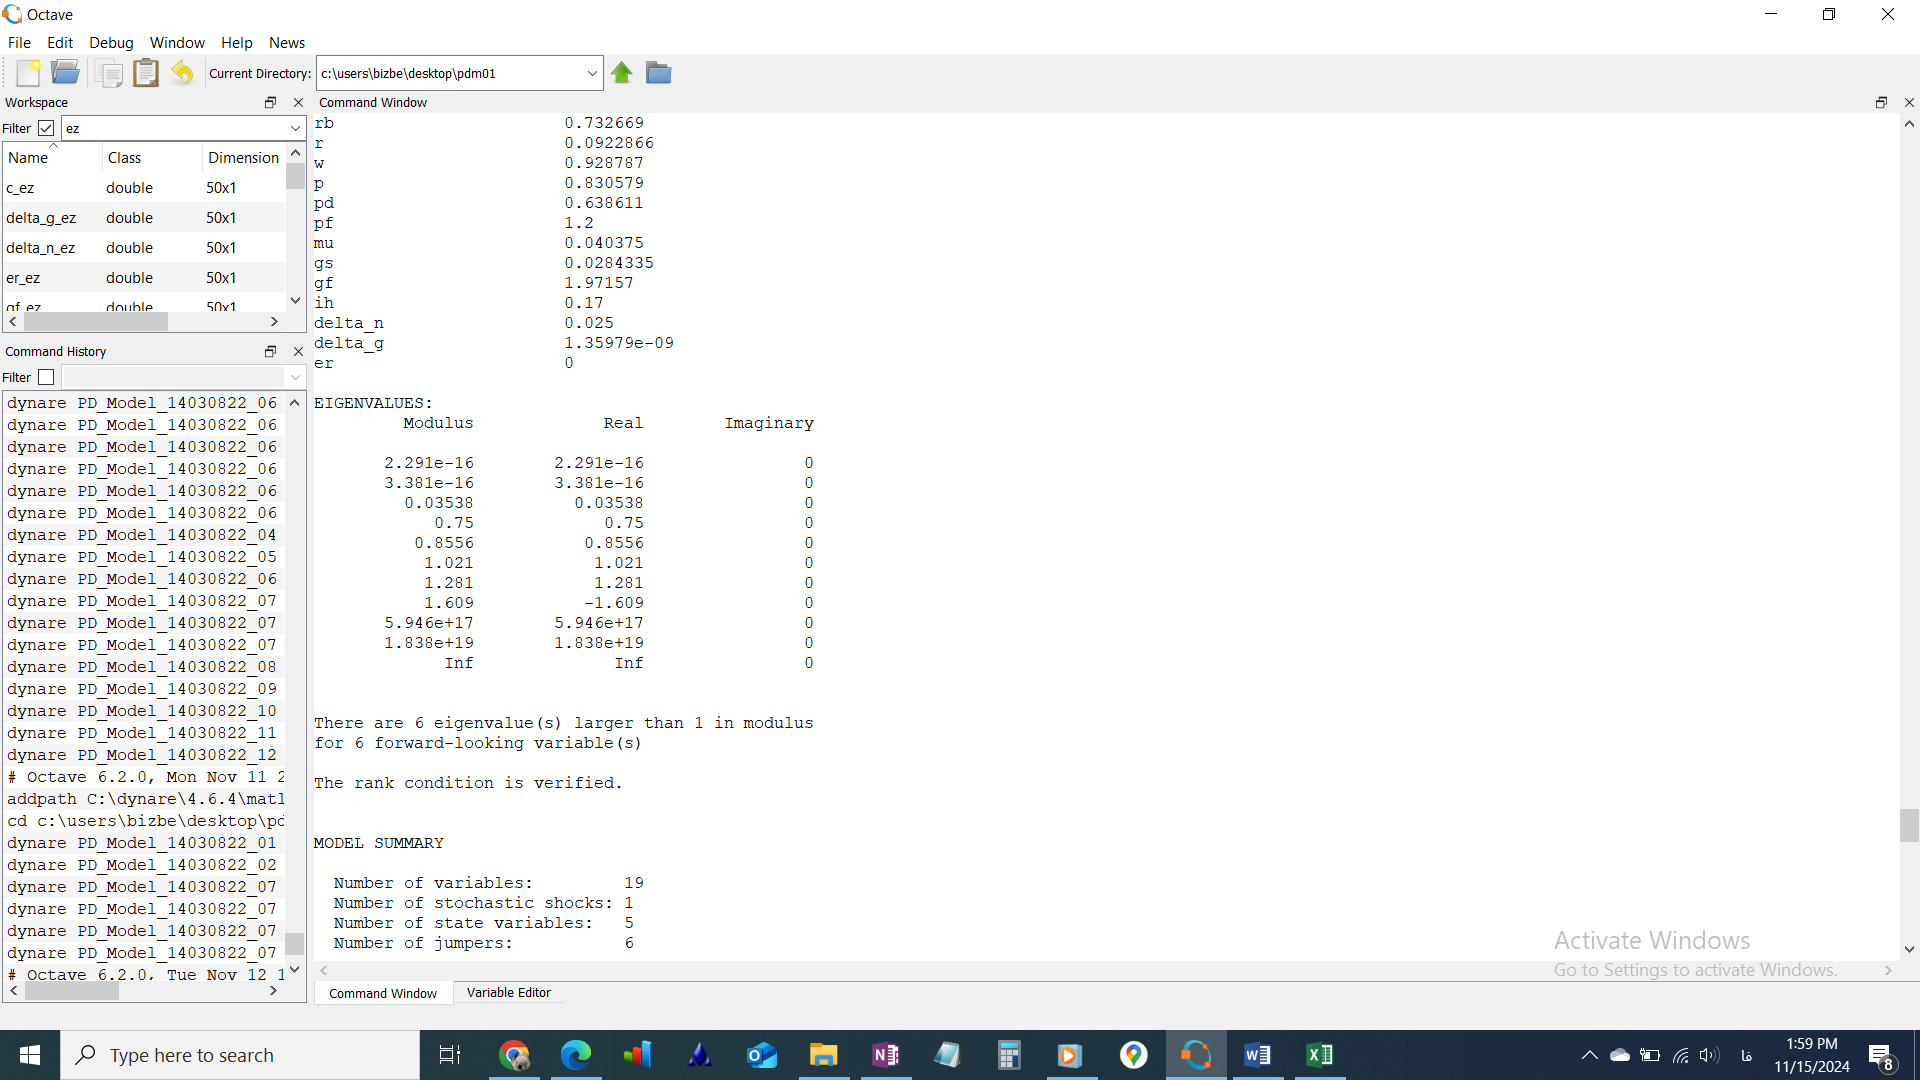 Octave
File Edit Debug Window Help News
Current Directory: c:\users\bizbe\desktop\pdm01
Workspace
Filter ez
Name Class Dimension
c_ez double 50x1
delta_g_ez double 50x1
delta_n_ez double 50x1
er_ez double 50x1
gf_ez double 50x1
Command History
Filter
dynare PD_Model_14030822_06
dynare PD_Model_14030822_06
dynare PD_Model_14030822_06
dynare PD_Model_14030822_06
dynare PD_Model_14030822_06
dynare PD_Model_14030822_06
dynare PD_Model_14030822_04
dynare PD_Model_14030822_05
dynare PD_Model_14030822_06
dynare PD_Model_14030822_07
dynare PD_Model_14030822_07
dynare PD_Model_14030822_07
dynare PD_Model_14030822_08
dynare PD_Model_14030822_09
dynare PD_Model_14030822_10
dynare PD_Model_14030822_11
dynare PD_Model_14030822_12
# Octave 6.2.0, Mon Nov 11 2
addpath C:\dynare\4.6.4\matl
cd c:\users\bizbe\desktop\pd
dynare PD_Model_14030822_01
dynare PD_Model_14030822_02
dynare PD_Model_14030822_07
dynare PD_Model_14030822_07
dynare PD_Model_14030822_07
dynare PD_Model_14030822_07
# Octave 6.2.0, Tue Nov 12 1
Command Window
rb 0.732669
r 0.0922866
w 0.928787
p 0.830579
pd 0.638611
pf 1.2
mu 0.040375
gs 0.0284335
gf 1.97157
ih 0.17
delta_n 0.025
delta_g 1.35979e-09
er 0
EIGENVALUES:
Modulus Real Imaginary
2.291e-16 2.291e-16 0
3.381e-16 3.381e-16 0
0.03538 0.03538 0
0.75 0.75 0
0.8556 0.8556 0
1.021 1.021 0
1.281 1.281 0
1.609 -1.609 0
5.946e+17 5.946e+17 0
1.838e+19 1.838e+19 0
Inf Inf 0
There are 6 eigenvalue(s) larger than 1 in modulus
for 6 forward-looking variable(s)
The rank condition is verified.
MODEL SUMMARY
Number of variables: 19
Number of stochastic shocks: 1
Number of state variables: 5
Number of jumpers: 6
Activate Windows
Go to Settings to activate Windows.
Command Window Variable Editor
Type here to search
فا
1:59 PM
11/15/2024
8